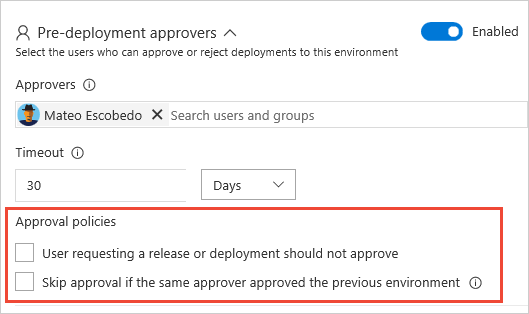 Pre-deployment approvers
Enabled
Select the users who can approve or reject deployments to this environment
Approvers
Mateo Escobedo Search users and groups
Timeout
30 Days
Approval policies
User requesting a release or deployment should not approve
Skip approval if the same approver approved the previous environment